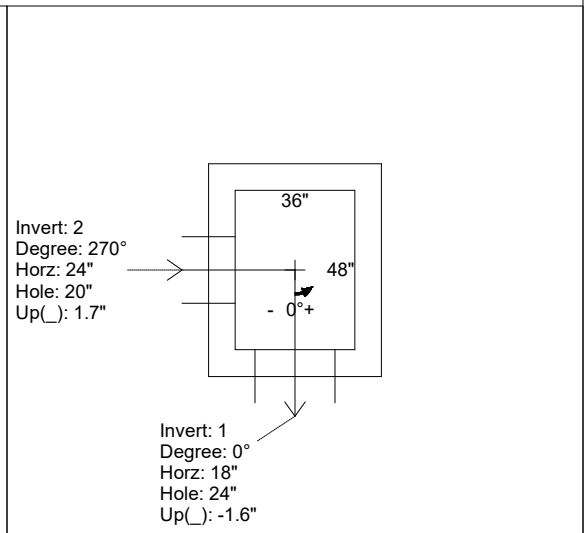 36"
Invert: 2
Degree: 270°
Horz: 24"
Hole: 20"
Up(_): 1.7"
48"
- 0°+
Invert: 1
Degree: 0°
Horz: 18"
Hole: 24"
Up(_): -1.6"